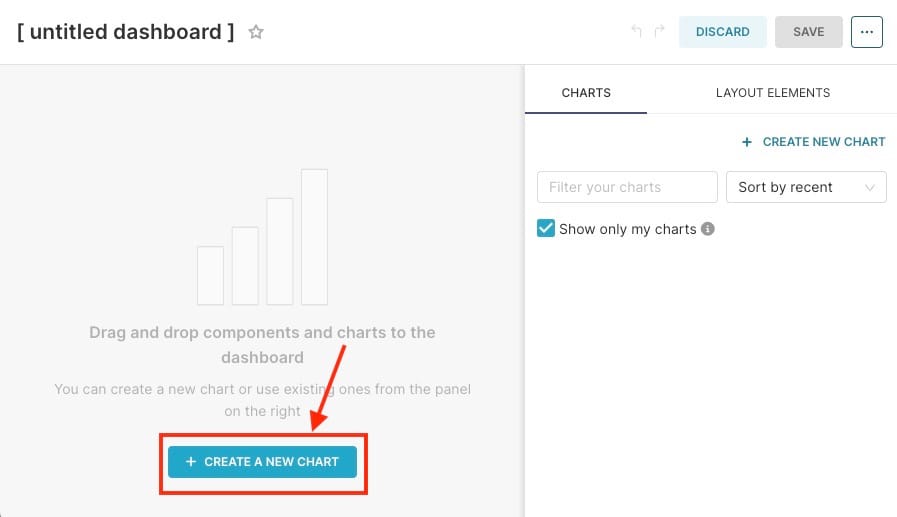 [ untitled dashboard ]
DISCARD
SAVE
...
CHARTS
LAYOUT ELEMENTS
+ CREATE NEW CHART
Filter your charts
Sort by recent
Show only my charts
Drag and drop components and charts to the
dashboard
You can create a new chart or use existing ones from the panel
on the right
+ CREATE A NEW CHART